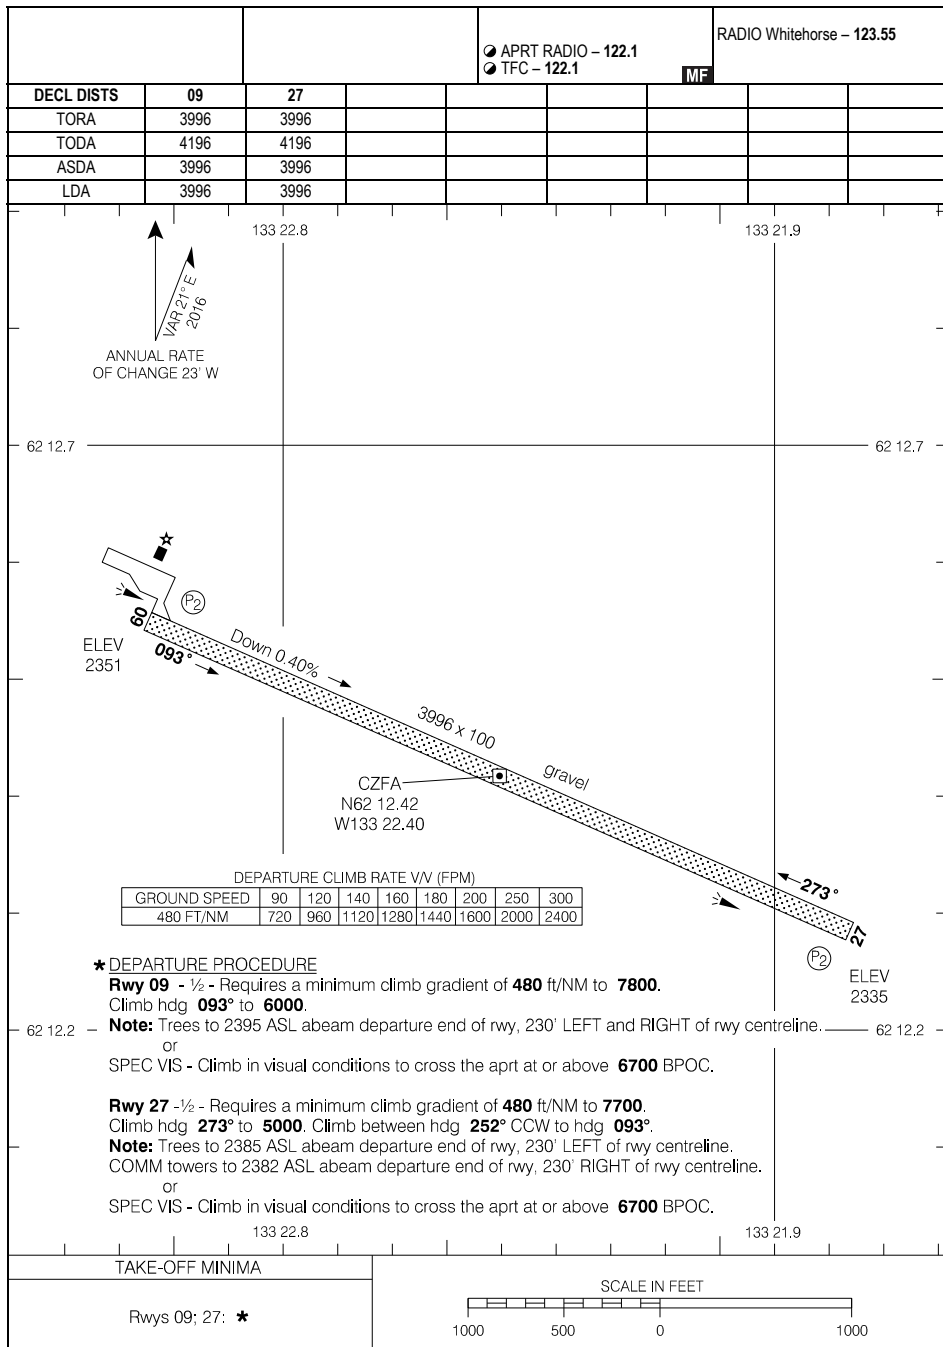 APRT RADIO – 122.1
TFC – 122.1
MF
RADIO Whitehorse – 123.55
DECL DISTS 09 27
TORA 3996 3996
TODA 4196 4196
ASDA 3996 3996
LDA 3996 3996
133 22.8 133 21.9
VAR 21° E
2016
ANNUAL RATE
OF CHANGE 23' W
62 12.7 62 12.7
P2
09
ELEV
2351
093°
Down 0.40%
3996 x 100
gravel
CZFA
N62 12.42
W133 22.40
273°
27
P2
ELEV
2335
DEPARTURE CLIMB RATE V/V (FPM)
GROUND SPEED 90 120 140 160 180 200 250 300
480 FT/NM 720 960 1120 1280 1440 1600 2000 2400
* DEPARTURE PROCEDURE
Rwy 09 - ½ - Requires a minimum climb gradient of 480 ft/NM to 7800.
Climb hdg 093° to 6000.
Note: Trees to 2395 ASL abeam departure end of rwy, 230' LEFT and RIGHT of rwy centreline.
62 12.2 62 12.2
or
SPEC VIS - Climb in visual conditions to cross the aprt at or above 6700 BPOC.
Rwy 27 -½ - Requires a minimum climb gradient of 480 ft/NM to 7700.
Climb hdg 273° to 5000. Climb between hdg 252° CCW to hdg 093°.
Note: Trees to 2385 ASL abeam departure end of rwy, 230' LEFT of rwy centreline.
COMM towers to 2382 ASL abeam departure end of rwy, 230' RIGHT of rwy centreline.
or
SPEC VIS - Climb in visual conditions to cross the aprt at or above 6700 BPOC.
133 22.8 133 21.9
TAKE-OFF MINIMA
Rwys 09; 27: *
SCALE IN FEET
1000 500 0 1000